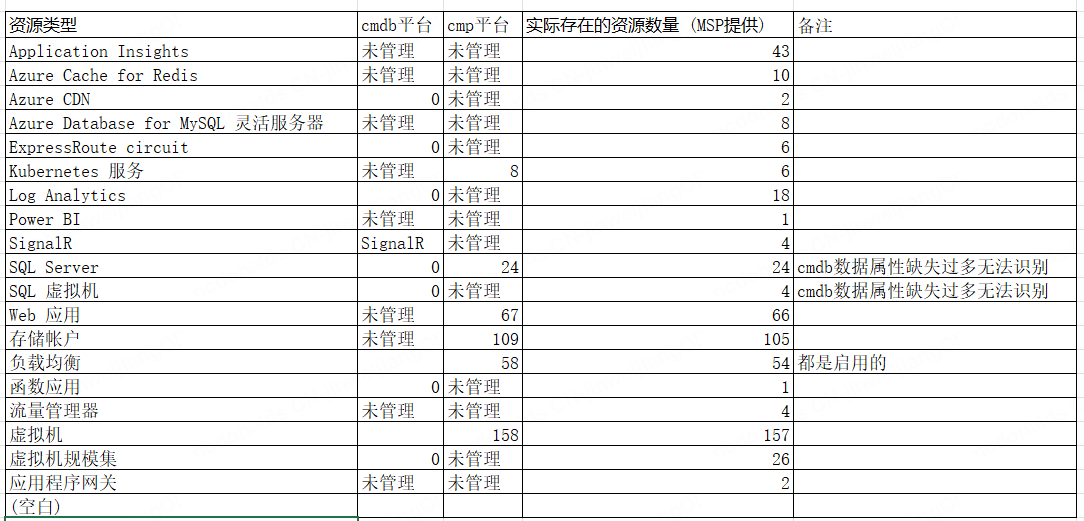 资源类型 cmdb平台 cmp平台 实际存在的资源数量 (MSP提供) 备注
Application Insights 未管理 未管理 43
Azure Cache for Redis 未管理 未管理 10
Azure CDN 0 未管理 2
Azure Database for MySQL 灵活服务器 未管理 未管理 8
ExpressRoute circuit 0 未管理 6
Kubernetes 服务 未管理 8 6
Log Analytics 0 未管理 18
Power BI 未管理 未管理 1
SignalR SignalR 未管理 4
SQL Server 0 24 24 cmdb数据属性缺失过多无法识别
SQL 虚拟机 0 未管理 4 cmdb数据属性缺失过多无法识别
Web 应用 未管理 67 66
存储帐户 未管理 109 105
负载均衡 58 54 都是启用的
函数应用 0 未管理 1
流量管理器 未管理 未管理 4
虚拟机 158 157
虚拟机规模集 0 未管理 26
应用程序网关 未管理 未管理 2
(空白)